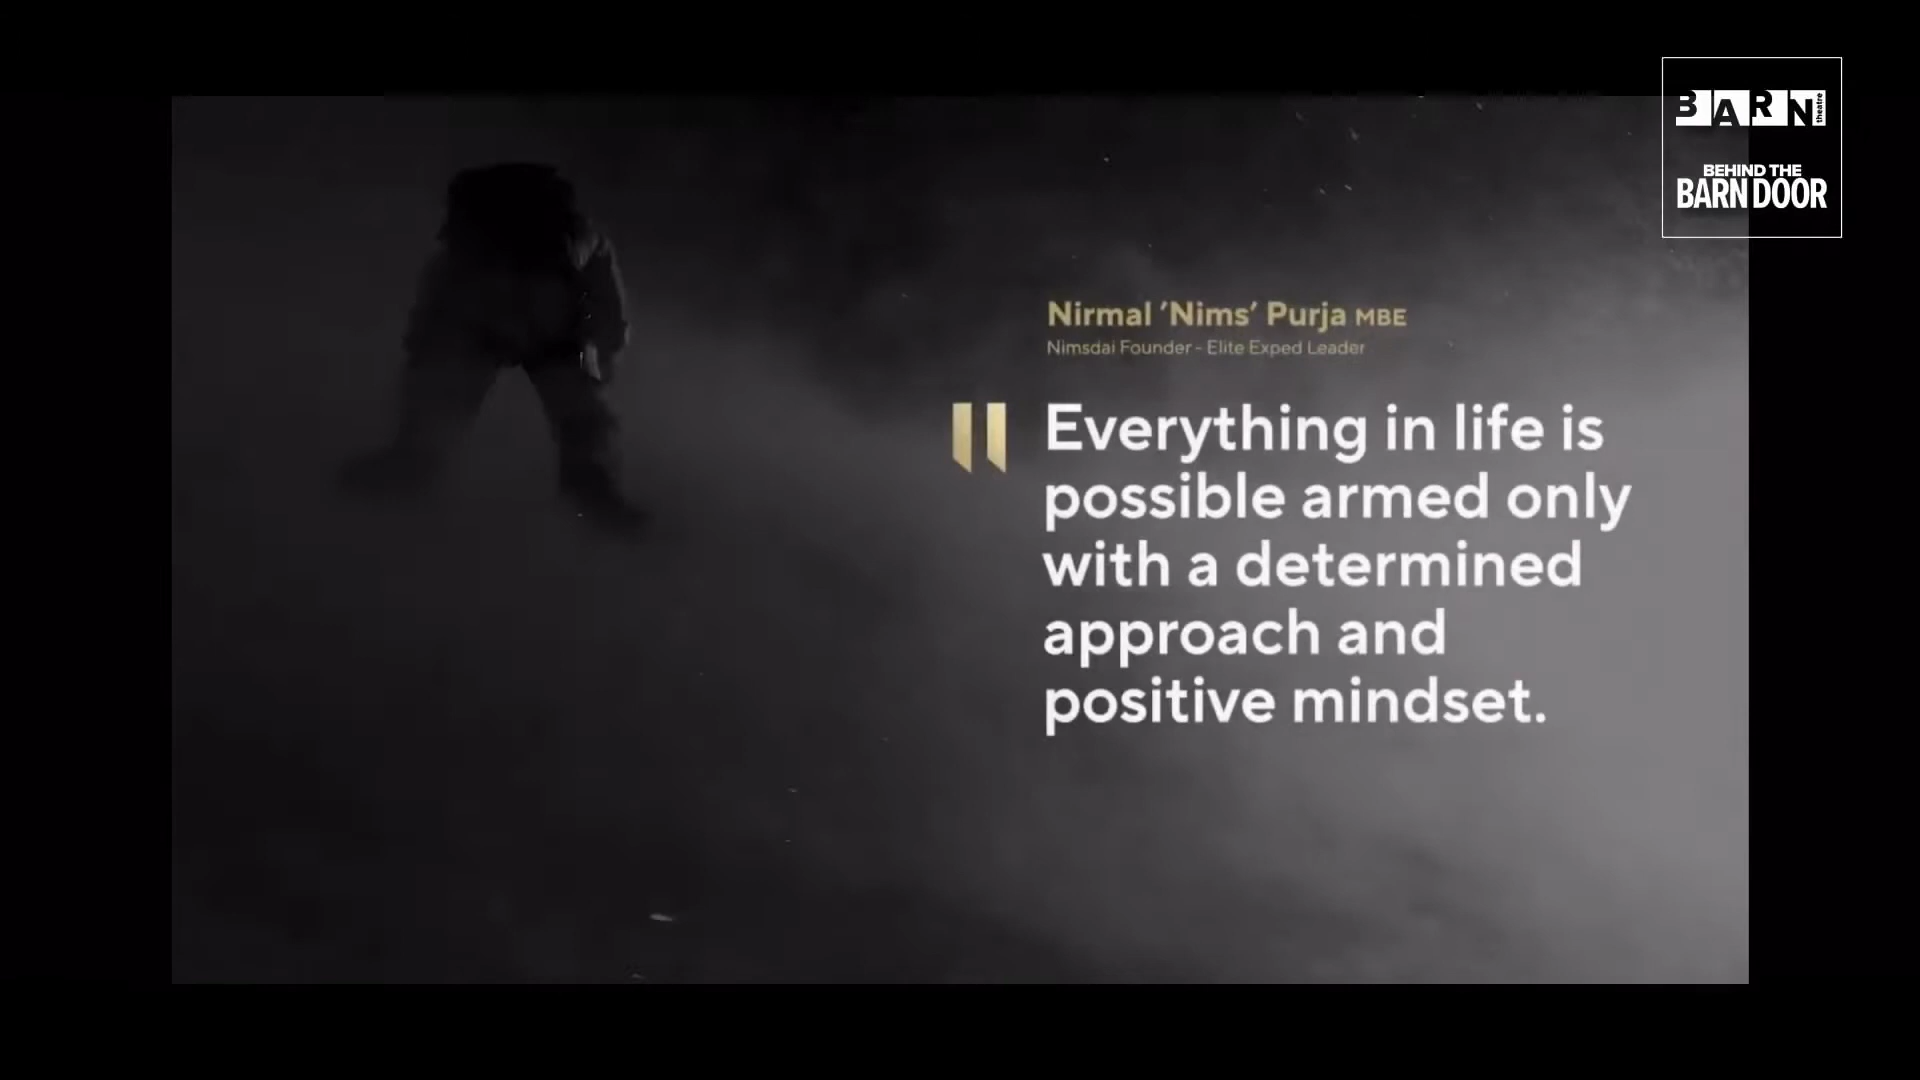 BARN theatre
BEHIND THE
BARN DOOR
Nirmal ‘Nims’ Purja MBE
Nimsdai Founder - Elite Exped Leader
" Everything in life is
possible armed only
with a determined
approach and
positive mindset.